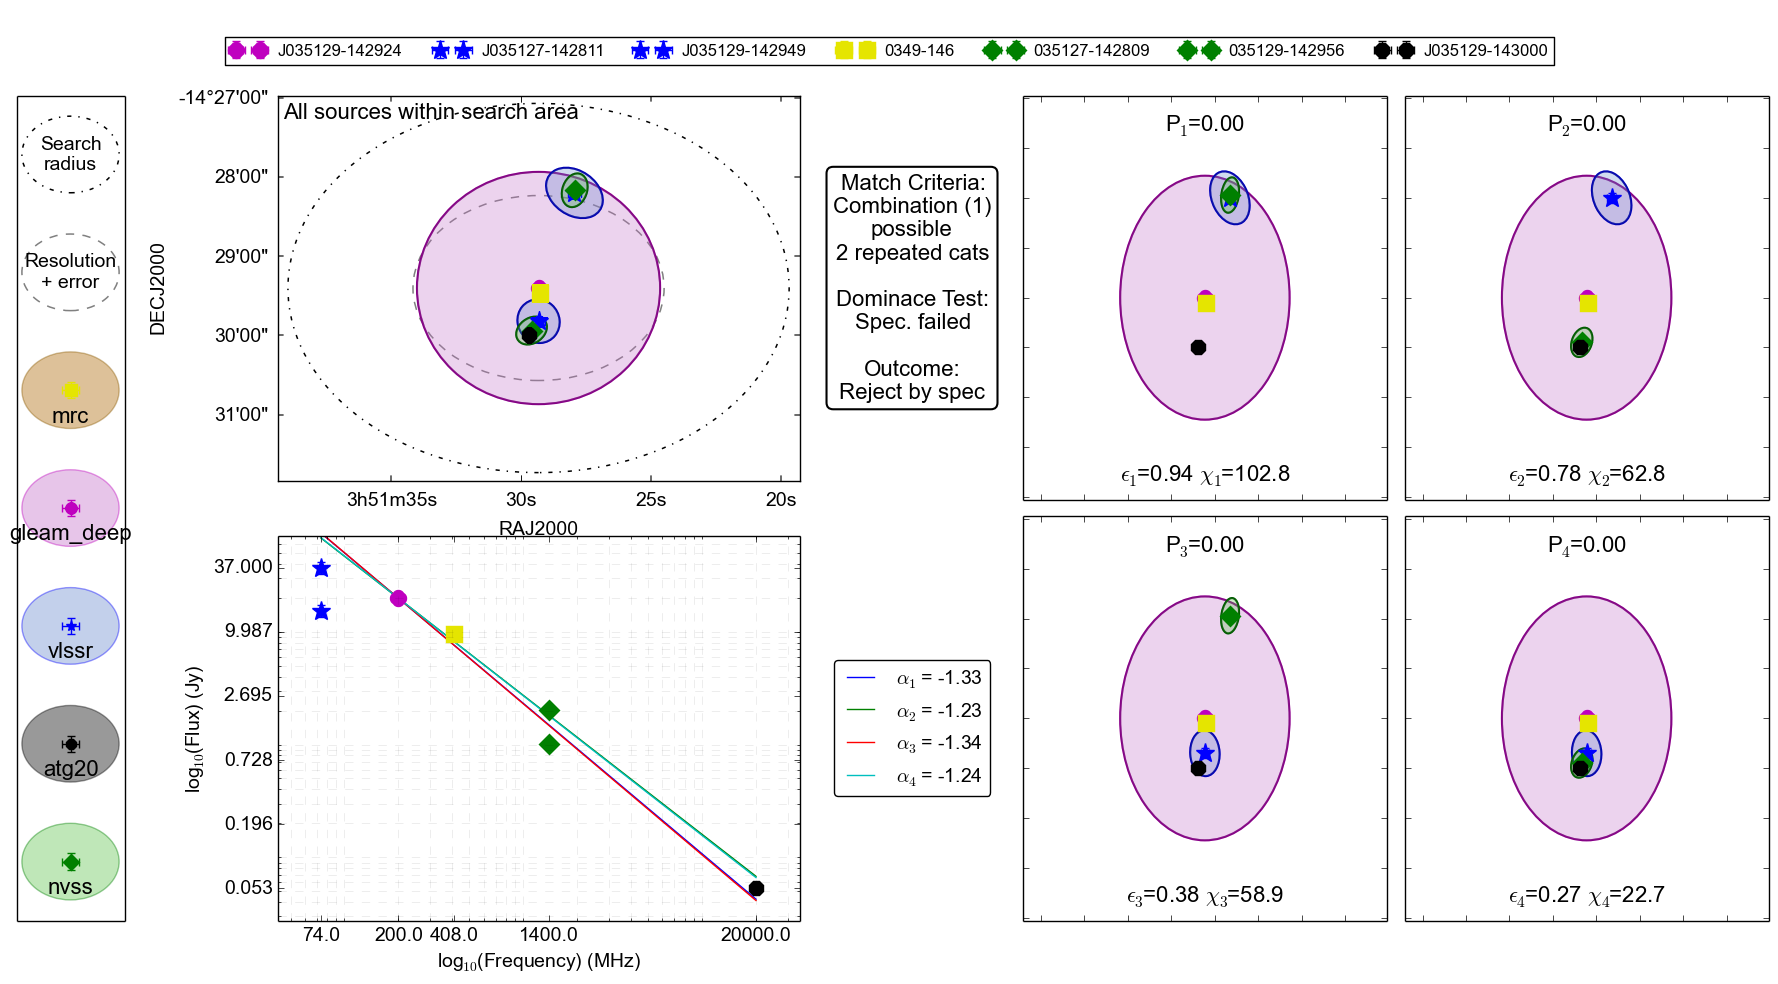 J035129-142924 J035127-142811 J035129-142949 0349-146 035127-142809 035129-142956 J035129-143000
Search
radius
Resolution
+ error
mrc
gleam_deep
vlssr
atg20
nvss
All sources within search area
-14°27'00"
28'00"
29'00"
30'00"
31'00"
DECJ2000
3h51m35s 30s 25s 20s
RAJ2000
Match Criteria:
Combination (1)
possible
2 repeated cats
Dominace Test:
Spec. failed
Outcome:
Reject by spec
P1=0.00
ϵ1=0.94 χ1=102.8
P2=0.00
ϵ2=0.78 χ2=62.8
37.000
9.987
2.695
0.728
0.196
0.053
log10(Flux) (Jy)
74.0 200.0 408.0 1400.0 20000.0
log10(Frequency) (MHz)
α1 = -1.33
α2 = -1.23
α3 = -1.34
α4 = -1.24
P3=0.00
ϵ3=0.38 χ3=58.9
P4=0.00
ϵ4=0.27 χ4=22.7